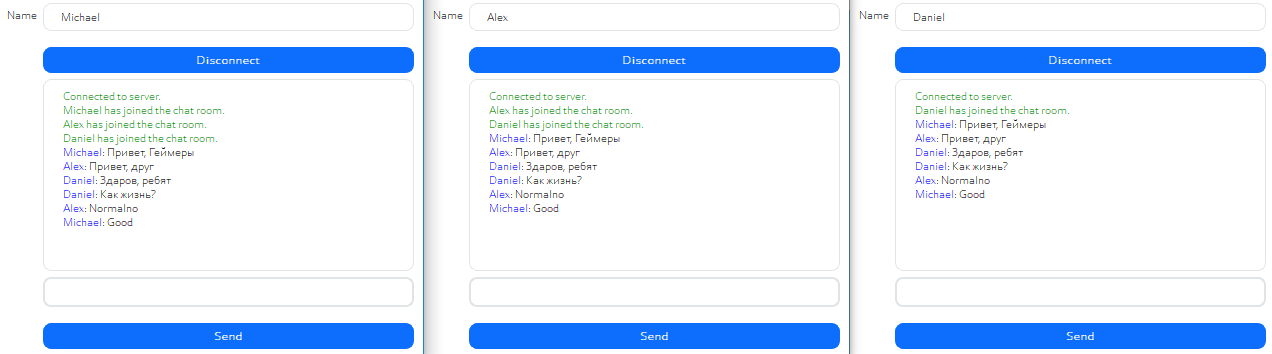 Name Michael
Disconnect
Connected to server.
Michael has joined the chat room.
Alex has joined the chat room.
Daniel has joined the chat room.
Michael: Привет, Геймеры
Alex: Привет, друг
Daniel: Здаров, ребят
Daniel: Как жизнь?
Alex: Normalno
Michael: Good
Send
Name Alex
Disconnect
Connected to server.
Alex has joined the chat room.
Daniel has joined the chat room.
Michael: Привет, Геймеры
Alex: Привет, друг
Daniel: Здаров, ребят
Daniel: Как жизнь?
Alex: Normalno
Michael: Good
Send
Name Daniel
Disconnect
Connected to server.
Daniel has joined the chat room.
Michael: Привет, Геймеры
Alex: Привет, друг
Daniel: Здаров, ребят
Daniel: Как жизнь?
Alex: Normalno
Michael: Good
Send